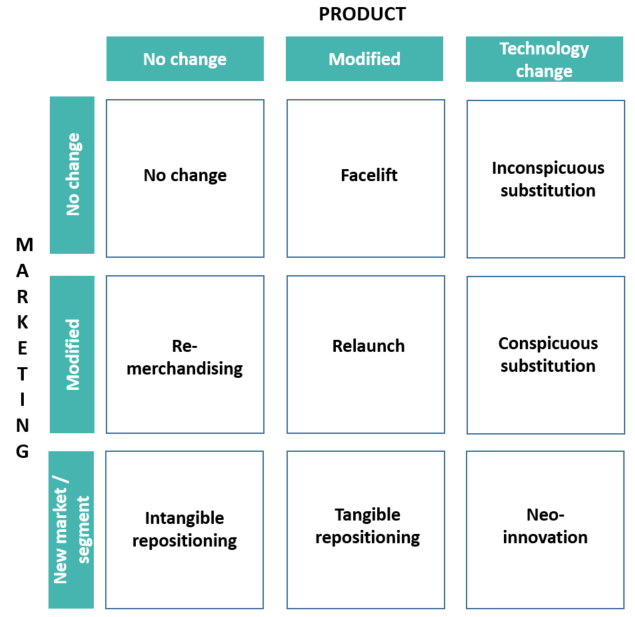 PRODUCT
No change
Modified
Technology
change
No change
No change
Facelift
Inconspicuous
substitution
MARKETING
Modified
Re-
merchandising
Relaunch
Conspicuous
substitution
New market /
segment
Intangible
repositioning
Tangible
repositioning
Neo-
innovation